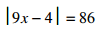 |9x − 4| = 86